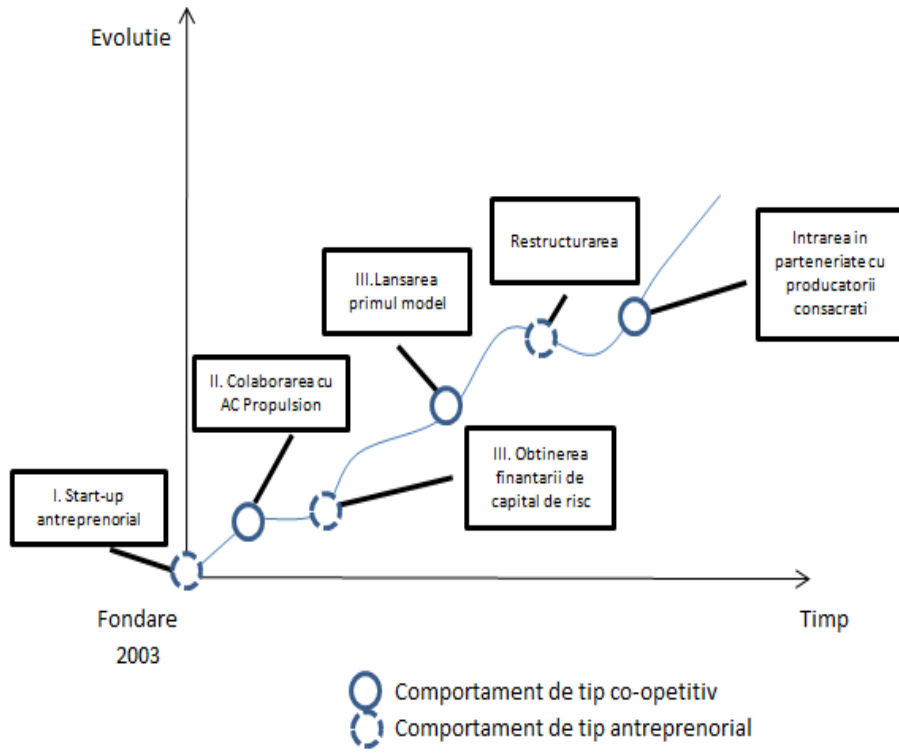 Evolutie
Restructurarea
Intrarea in
parteneriate cu
producatorii
consacrati
III.Lansarea
primul model
II. Colaborarea cu
AC Propulsion
III. Obtinerea
finantarii de
capital de risc
I. Start-up
antreprenorial
Fondare
2003
Timp
Comportament de tip co-opetitiv
Comportament de tip antreprenorial